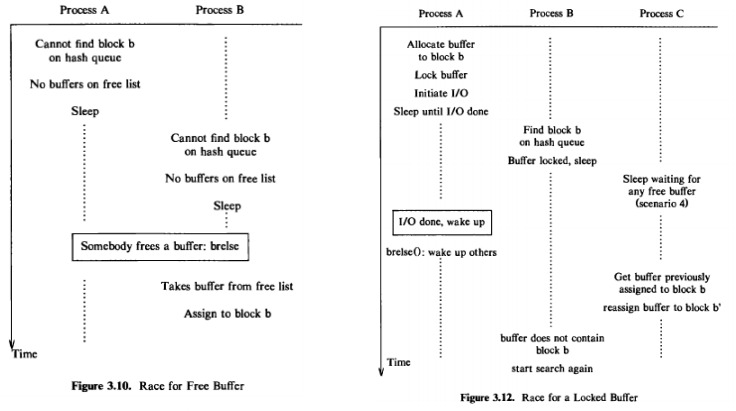 Process A
Process B
Cannot find block b
on hash queue
No buffers on free list
Sleep
Cannot find block b
on hash queue
No buffers on free list
Sleep
Somebody frees a buffer: brelse
Takes buffer from free list
Assign to block b
Time
Figure 3.10. Race for Free Buffer
Process A
Process B
Process C
Allocate buffer
to block b
Lock buffer
Initiate I/O
Sleep until I/O done
Find block b
on hash queue
Buffer locked, sleep
Sleep waiting for
any free buffer
(scenario 4)
I/O done, wake up
brelse(): wake up others
Get buffer previously
assigned to block b
reassign buffer to block b'
buffer does not contain
block b
start search again
Time
Figure 3.12. Race for a Locked Buffer